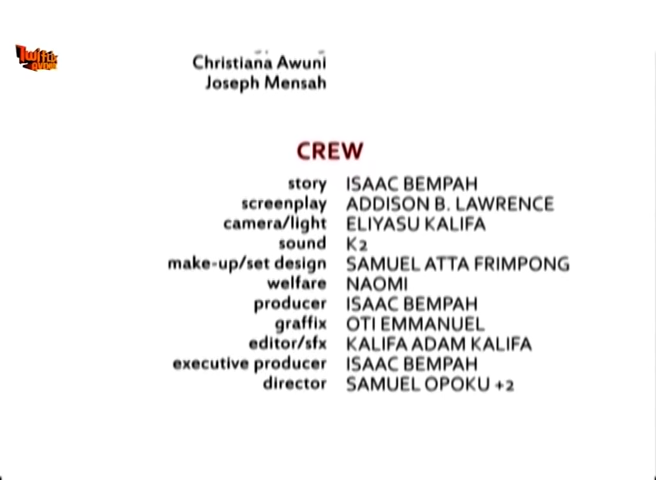 Christiana Awuni
Joseph Mensah
CREW
story ISAAC BEMPAH
screenplay ADDISON B. LAWRENCE
camera/light ELIYASU KALIFA
sound K2
make-up/set design SAMUEL ATTA FRIMPONG
welfare NAOMI
producer ISAAC BEMPAH
graffix OTI EMMANUEL
editor/sfx KALIFA ADAM KALIFA
executive producer ISAAC BEMPAH
director SAMUEL OPOKU +2